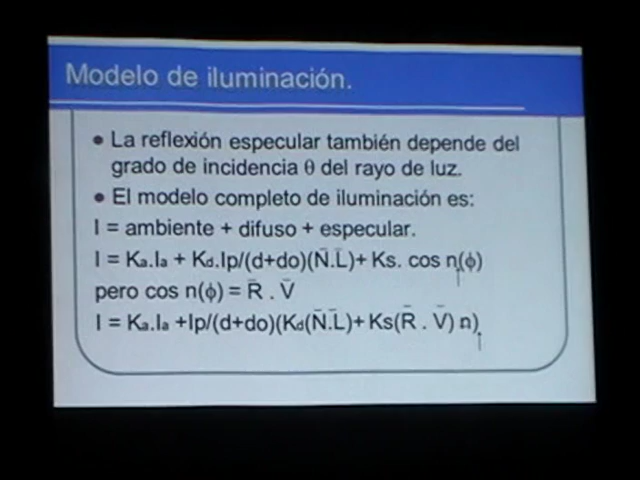 Modelo de iluminación.
● La reflexión especular también depende del
grado de incidencia θ del rayo de luz.
● El modelo completo de iluminación es:
I = ambiente + difuso + especular.
I = Ka.Ia + Kd.Ip/(d+do)(N̄.L̄)+ Ks. cos n(ϕ)
pero cos n(ϕ) = R̄ . V̄
I = Ka.Ia +Ip/(d+do)(Kd(N̄.L̄)+ Ks(R̄ . V̄) n)